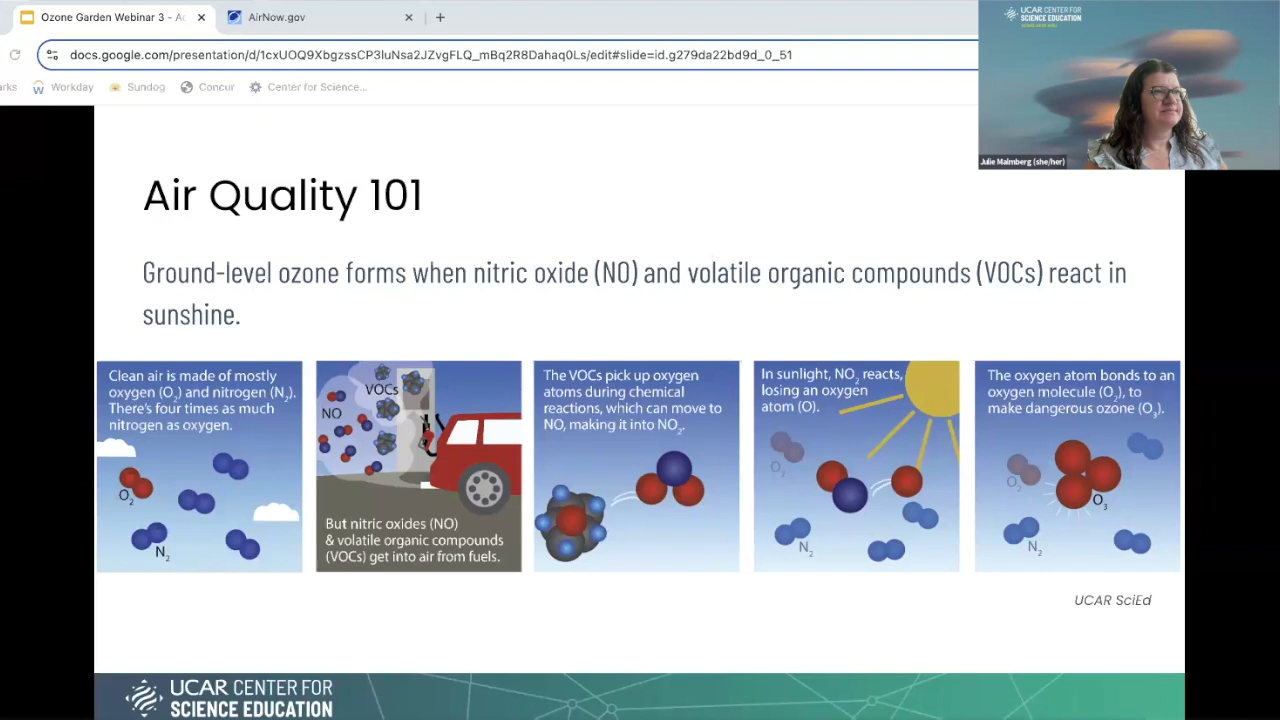 Ozone Garden Webinar 3 - Ac
AirNow.gov
docs.google.com/presentation/d/1cxUOQ9XbgzssCP3luNsa2JZvgFLQ_mBq2R8Dahaq0Ls/edit#slide=id.g279da22bd9d_0_51
arks
Workday
Sundog
Concur
Center for Science...
UCAR CENTER FOR
SCIENCE EDUCATION
Julie Malmberg (she/her)
Air Quality 101
Ground-level ozone forms when nitric oxide (NO) and volatile organic compounds (VOCs) react in
sunshine.
Clean air is made of mostly
oxygen (O₂) and nitrogen (N₂).
There's four times as much
nitrogen as oxygen.
O₂
N₂
VOCs
NO
But nitric oxides (NO)
& volatile organic compounds
(VOCs) get into air from fuels.
The VOCs pick up oxygen
atoms during chemical
reactions, which can move to
NO, making it into NO₂.
In sunlight, NO₂ reacts,
losing an oxygen
atom (O).
O₂
N₂
The oxygen atom bonds to an
oxygen molecule (O₂), to
make dangerous ozone (O₃).
O₂
O₃
N₂
UCAR SciEd
UCAR CENTER FOR
SCIENCE EDUCATION